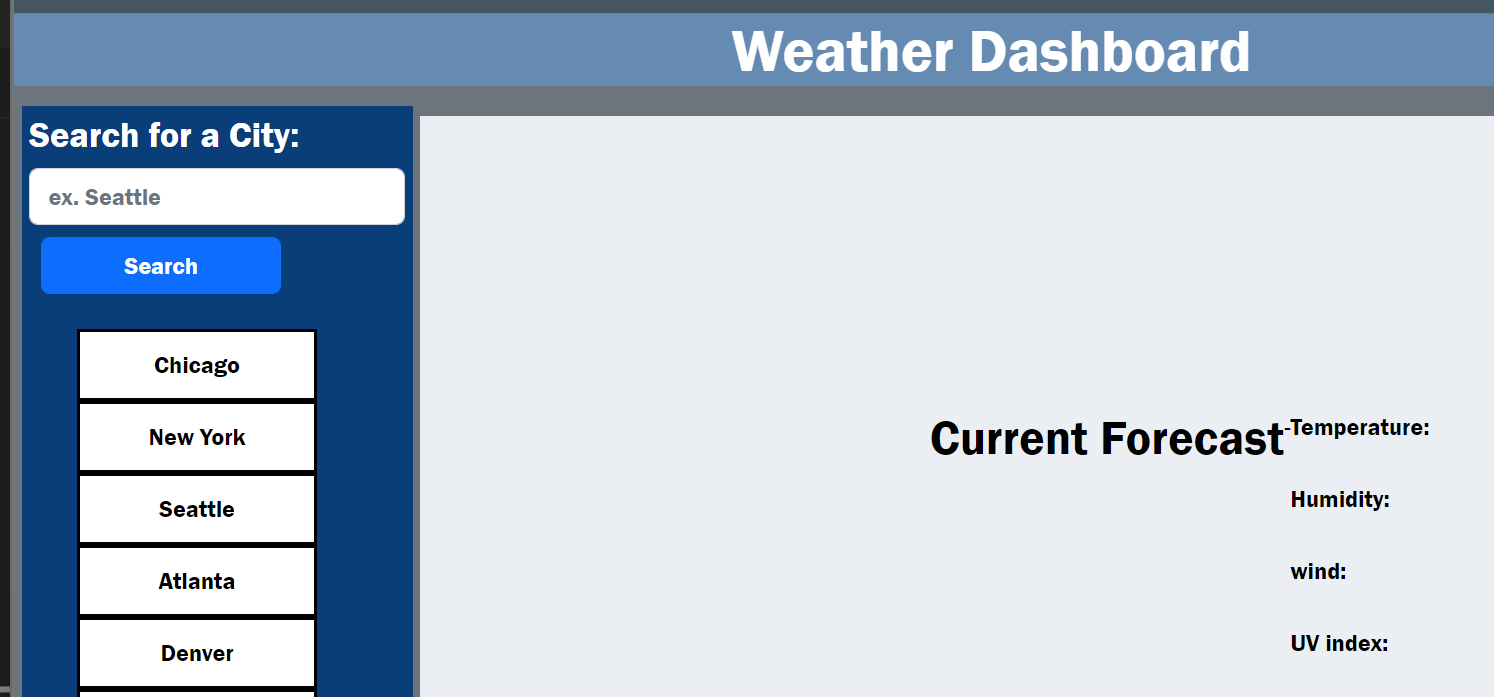 Weather Dashboard
Search for a City:
ex. Seattle
Search
Chicago
New York
Seattle
Atlanta
Denver
Current Forecast-Temperature:
Humidity:
wind:
UV index: